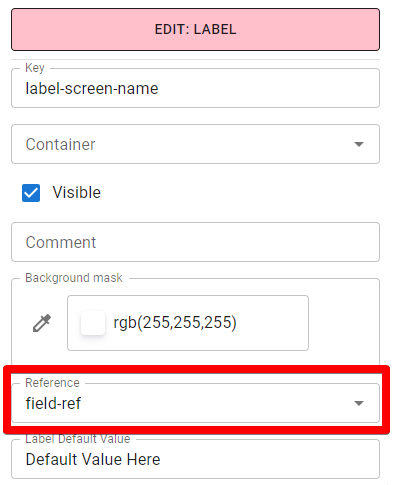 EDIT: LABEL
Key
label-screen-name
Container
Visible
Comment
Background mask
rgb(255,255,255)
Reference
field-ref
Label Default Value
Default Value Here